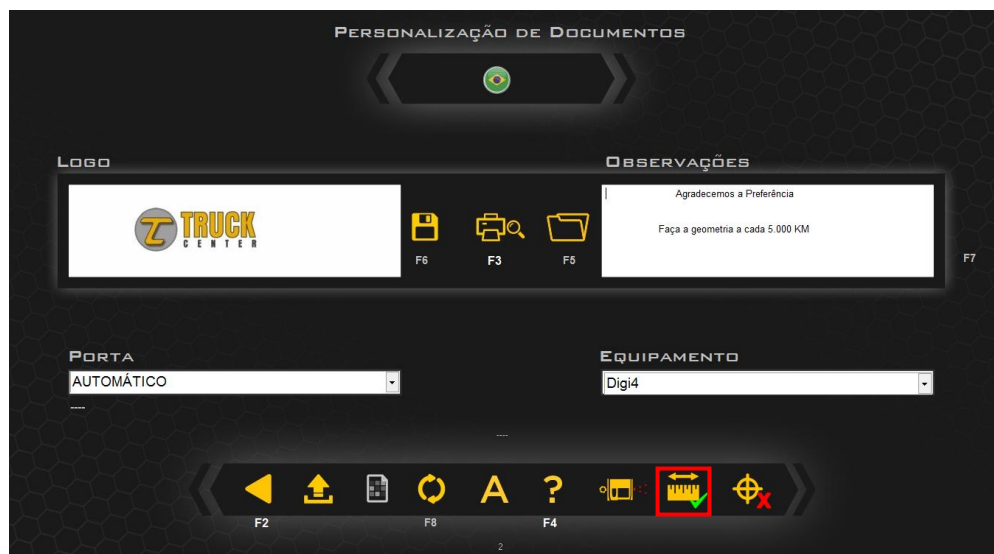 Personalização de Documentos
Logo
Observações
TRUCK
CENTER
Agradecemos a Preferência
Faça a geometria a cada 5.000 KM
F6
F3
F5
F7
Porta
Equipamento
AUTOMÁTICO
Digi4
----
----
A
?
F2
F8
F4
2